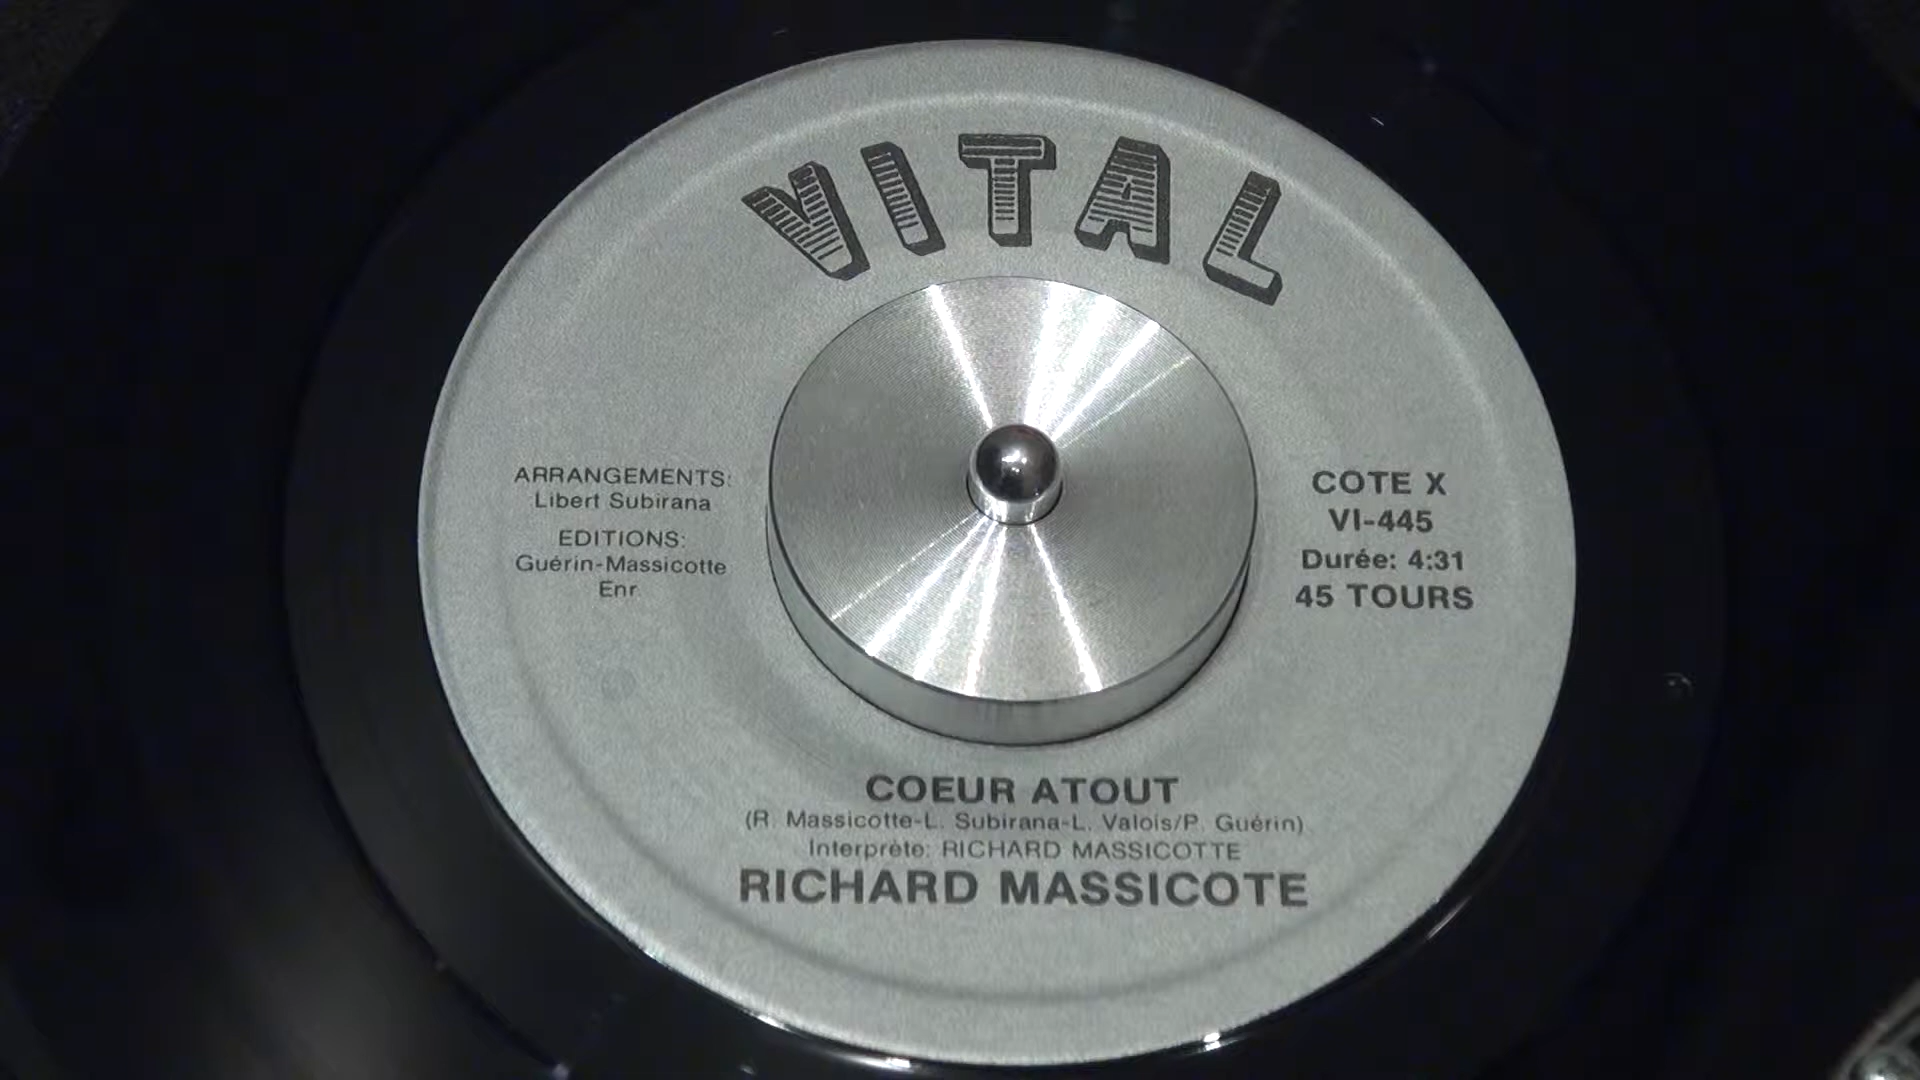 VITAL
ARRANGEMENTS:
Libert Subirana
EDITIONS:
Guérin-Massicotte
Enr
COTE X
VI-445
Durée: 4:31
45 TOURS
COEUR ATOUT
(R. Massicotte-L. Subirana-L. Valois/P. Guérin)
Interprète: RICHARD MASSICOTTE
RICHARD MASSICOTE